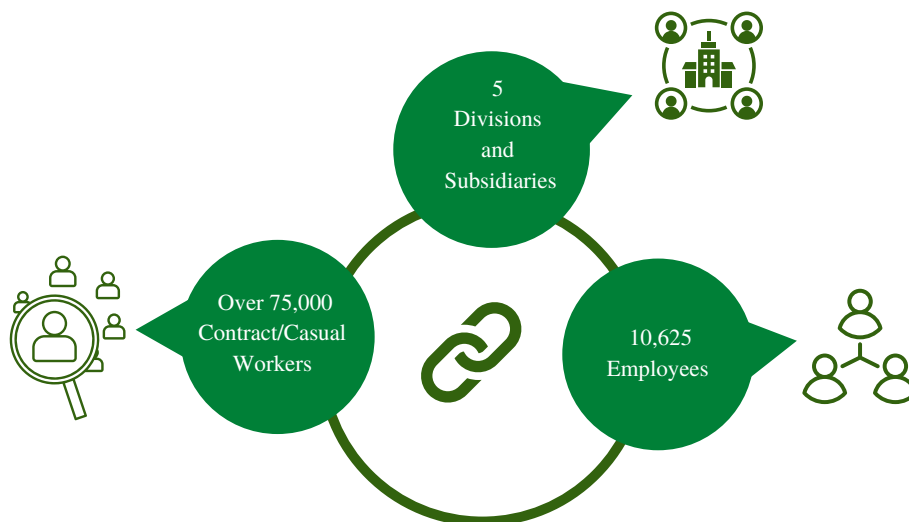 5
Divisions
and
Subsidiaries
Over 75,000
Contract/Casual
Workers
10,625
Employees